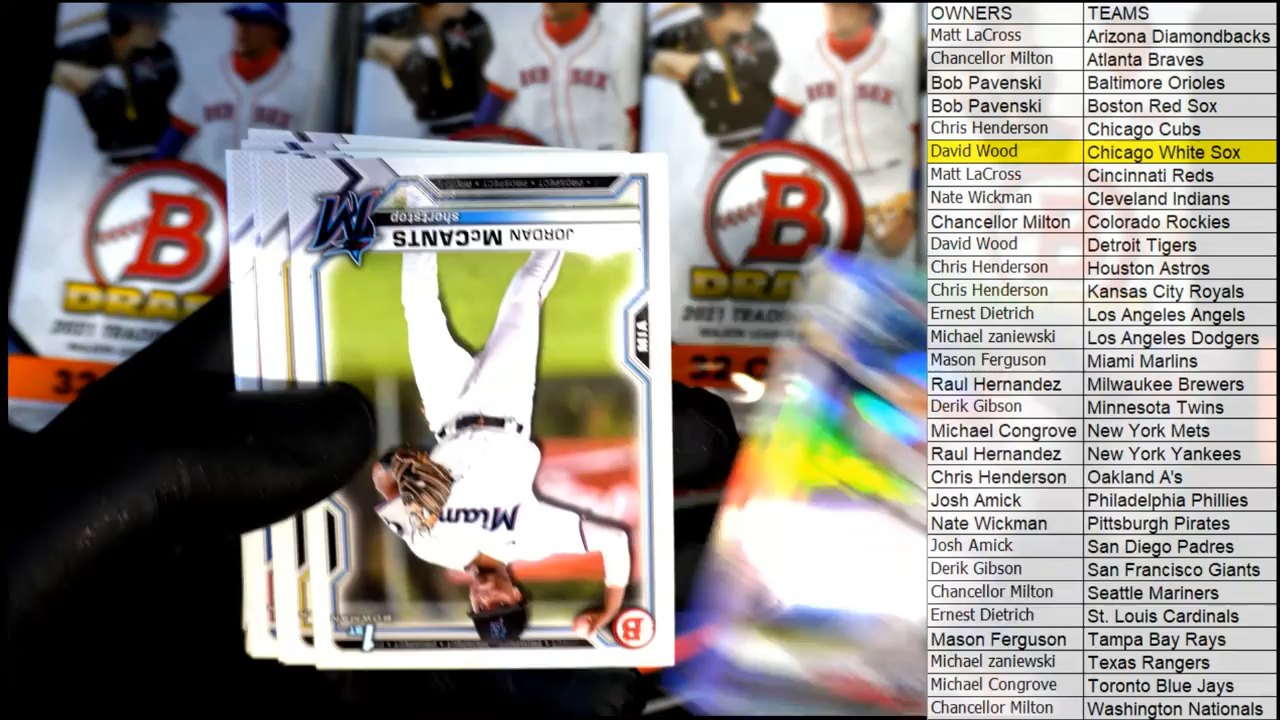 OWNERS TEAMS
Matt LaCross Arizona Diamondbacks
Chancellor Milton Atlanta Braves
Bob Pavenski Baltimore Orioles
Bob Pavenski Boston Red Sox
Chris Henderson Chicago Cubs
David Wood Chicago White Sox
Matt LaCross Cincinnati Reds
Nate Wickman Cleveland Indians
Chancellor Milton Colorado Rockies
David Wood Detroit Tigers
Chris Henderson Houston Astros
Chris Henderson Kansas City Royals
Ernest Dietrich Los Angeles Angels
Michael zaniewski Los Angeles Dodgers
Mason Ferguson Miami Marlins
Raul Hernandez Milwaukee Brewers
Derik Gibson Minnesota Twins
Michael Congrove New York Mets
Raul Hernandez New York Yankees
Chris Henderson Oakland A's
Josh Amick Philadelphia Phillies
Nate Wickman Pittsburgh Pirates
Josh Amick San Diego Padres
Derik Gibson San Francisco Giants
Chancellor Milton Seattle Mariners
Ernest Dietrich St. Louis Cardinals
Mason Ferguson Tampa Bay Rays
Michael zaniewski Texas Rangers
Michael Congrove Toronto Blue Jays
Chancellor Milton Washington Nationals
RED SOX
RED SOX
RED SOX
B
B
DRAFT
2021
1ST
BOWMAN
B
Miami
MIA
JORDAN McCANTS
shortstop
M
PROSPECT • PROSPECT